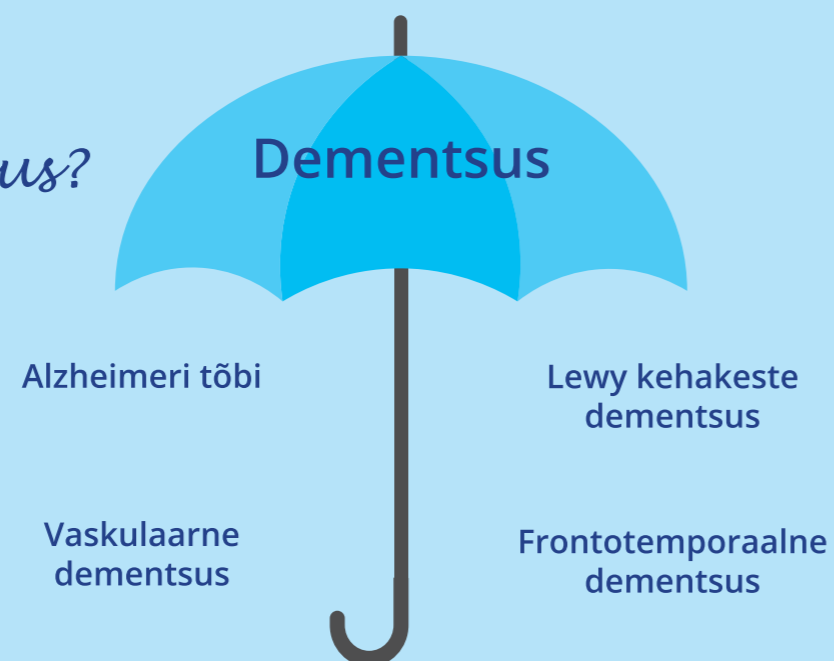 us?
Dementsus
Alzheimeri tõbi
Lewy kehakeste
dementsus
Vaskulaarne
dementsus
Frontotemporaalne
dementsus